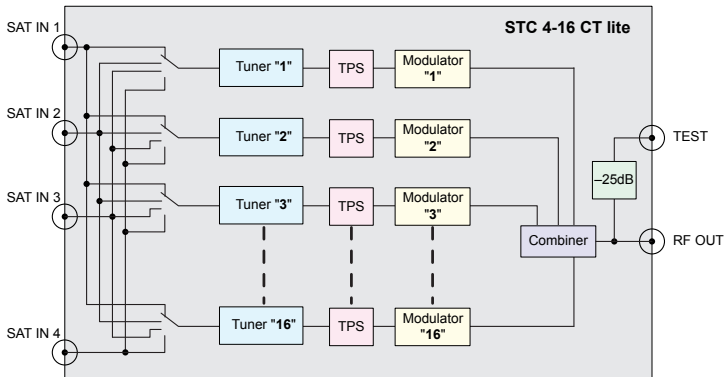 STC 4-16 CT lite
SAT IN 1
Tuner "1"
TPS
Modulator
"1"
SAT IN 2
Tuner "2"
TPS
Modulator
"2"
TEST
–25dB
SAT IN 3
Tuner "3"
TPS
Modulator
"3"
Combiner
RF OUT
SAT IN 4
Tuner "16"
TPS
Modulator
"16"